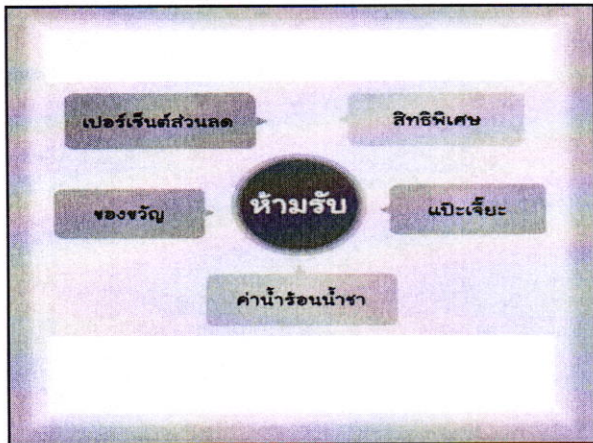 เปอร์เซ็นต์ส่วนลด
สิทธิพิเศษ
ของขวัญ
ห้ามรับ
แป๊ะเจี๊ยะ
ค่าน้ำร้อนน้ำชา